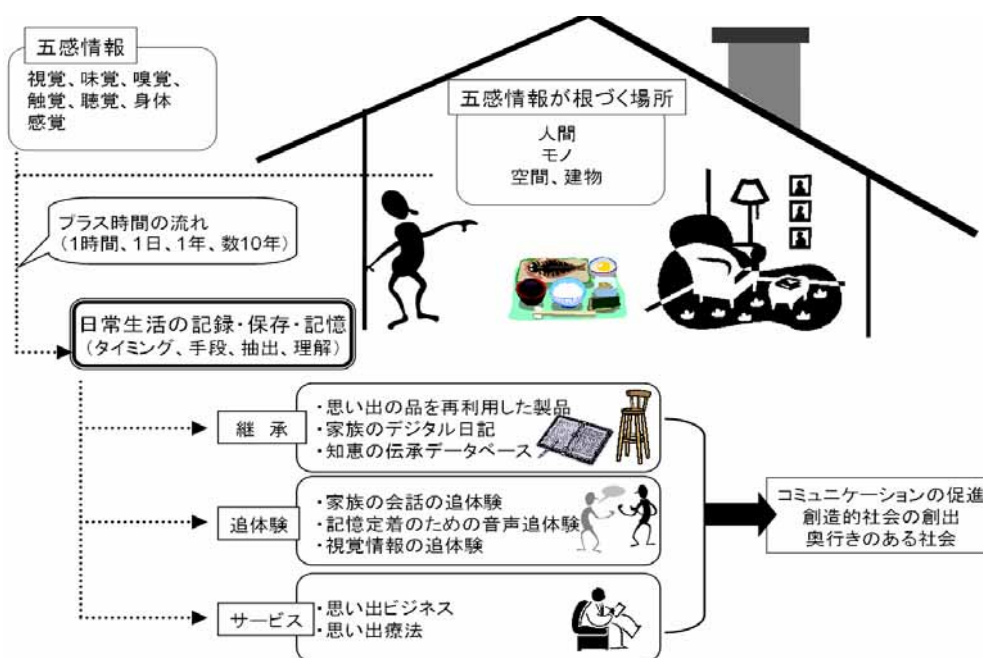 五感情報
視覚、味覚、嗅覚、
触覚、聴覚、身体
感覚
五感情報が根づく場所
人間
モノ
空間、建物
プラス時間の流れ
（1時間、1日、1年、数10年）
日常生活の記録・保存・記憶
（タイミング、手段、抽出、理解）
継 承
・思い出の品を再利用した製品
・家族のデジタル日記
・知恵の伝承データベース
追体験
・家族の会話の追体験
・記憶定着のための音声追体験
・視覚情報の追体験
サービス
・思い出ビジネス
・思い出療法
コミュニケーションの促進
創造的社会の創出
奥行きのある社会